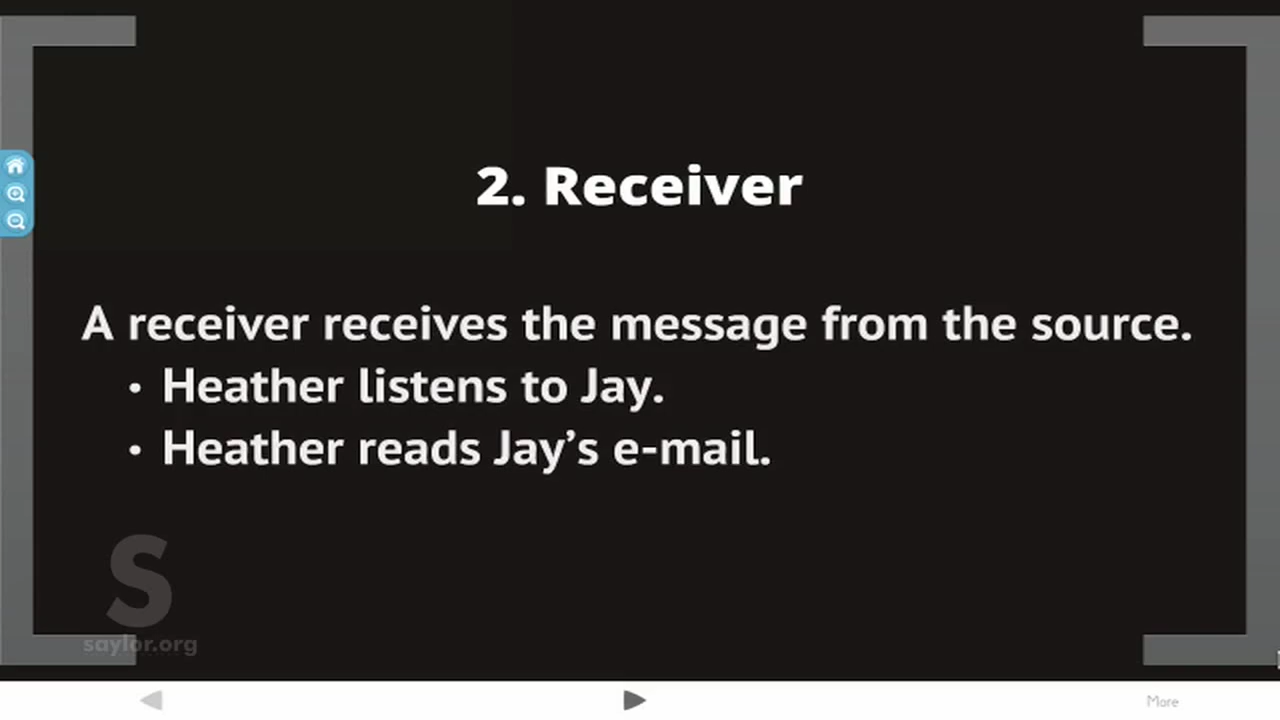 2. Receiver
A receiver receives the message from the source.
• Heather listens to Jay.
• Heather reads Jay’s e-mail.
S
saylor.org
More